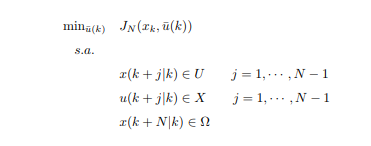 min_{ū(k)} J_N(x_k, ū(k))
s.a.
x(k + j|k) ∈ U j = 1, ⋯ , N − 1
u(k + j|k) ∈ X j = 1, ⋯ , N − 1
x(k + N|k) ∈ Ω